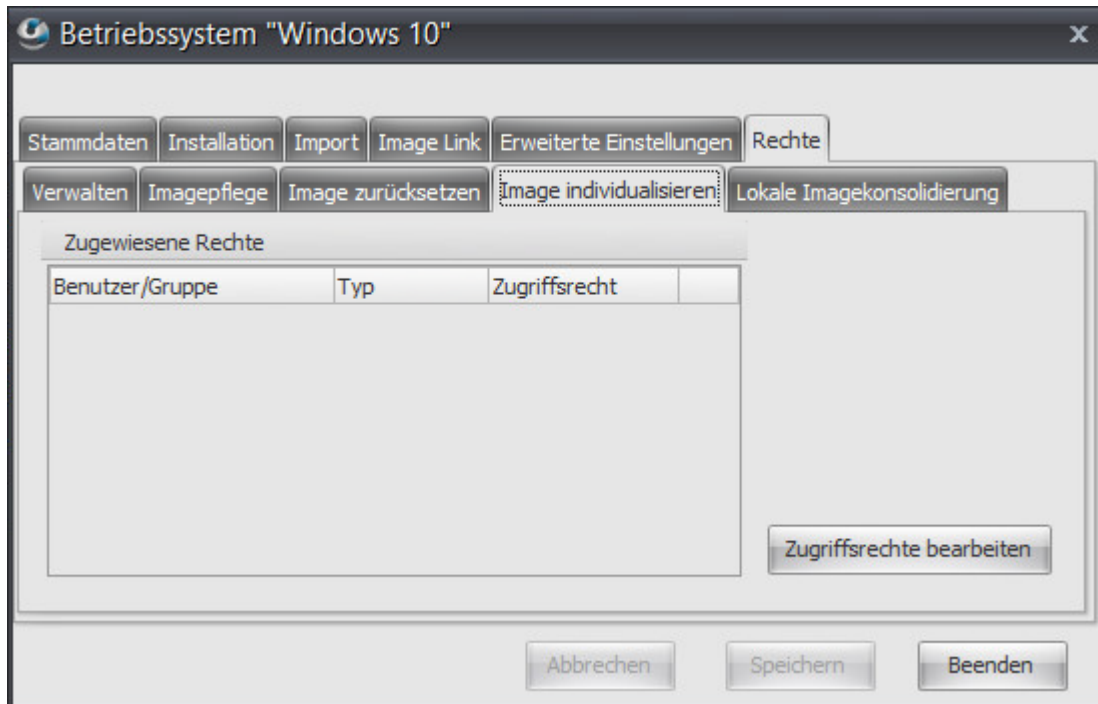 Betriebssystem "Windows 10"
Stammdaten Installation Import Image Link Erweiterte Einstellungen Rechte
Verwalten Imagepflege Image zurücksetzen Image individualisieren Lokale Imagekonsolidierung
Zugewiesene Rechte
Benutzer/Gruppe Typ Zugriffsrecht
Zugriffsrechte bearbeiten
Abbrechen Speichern Beenden